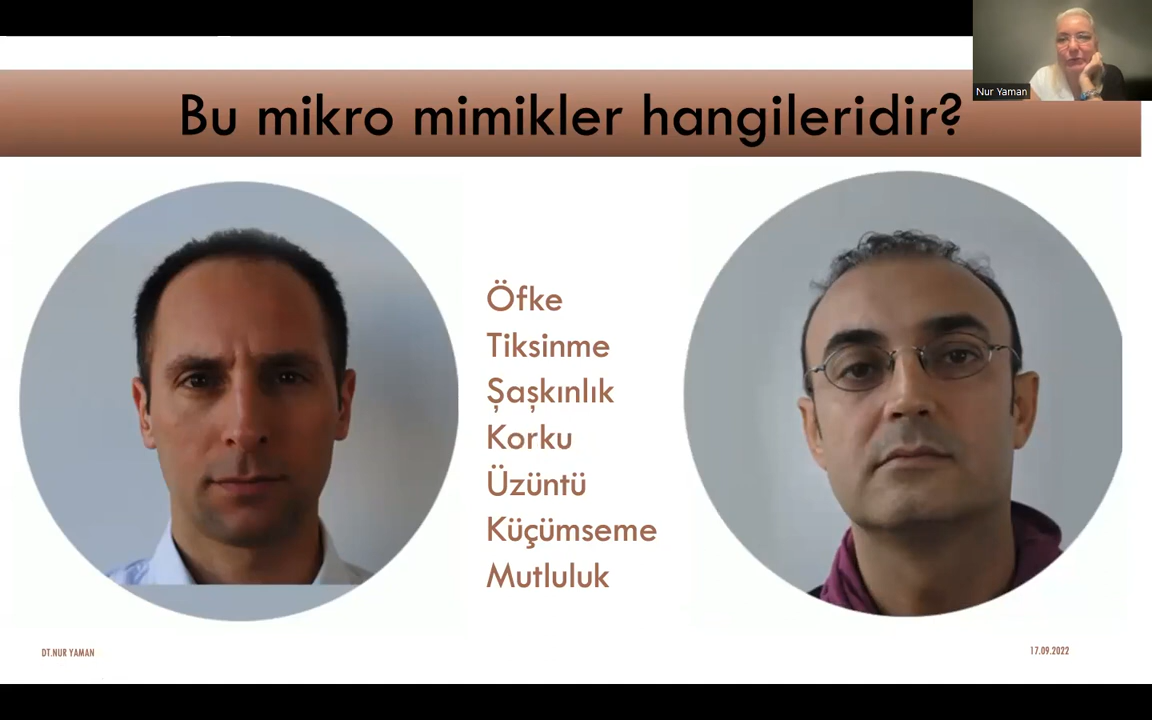 Nur Yaman
Bu mikro mimikler hangileridir?
Öfke
Tiksinme
Şaşkınlık
Korku
Üzüntü
Küçümseme
Mutluluk
DT.NUR YAMAN
17.09.2022